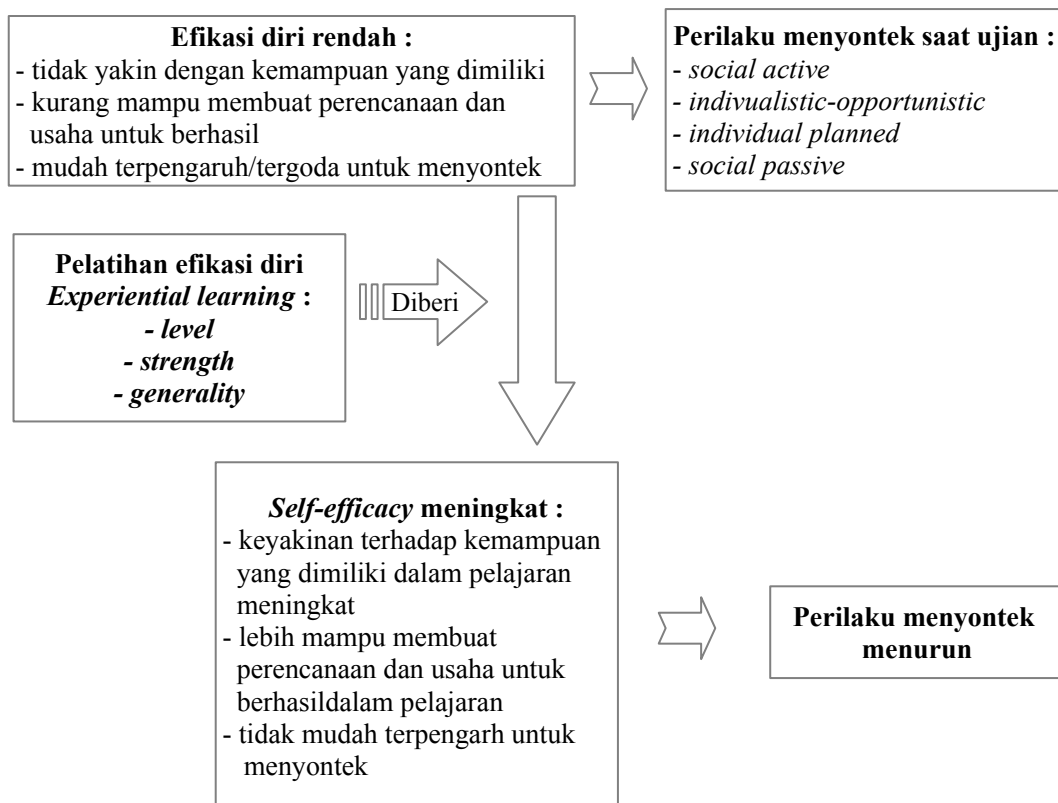 Efikasi diri rendah :
- tidak yakin dengan kemampuan yang dimiliki
- kurang mampu membuat perencanaan dan
usaha untuk berhasil
- mudah terpengaruh/tergoda untuk menyontek
Perilaku menyontek saat ujian :
- social active
- indivualistic-opportunistic
- individual planned
- social passive
Pelatihan efikasi diri
Experiential learning :
- level
- strength
- generality
Diberi
Self-efficacy meningkat :
- keyakinan terhadap kemampuan
yang dimiliki dalam pelajaran
meningkat
- lebih mampu membuat
perencanaan dan usaha untuk
berhasildalam pelajaran
- tidak mudah terpengarh untuk
menyontek
Perilaku menyontek
menurun